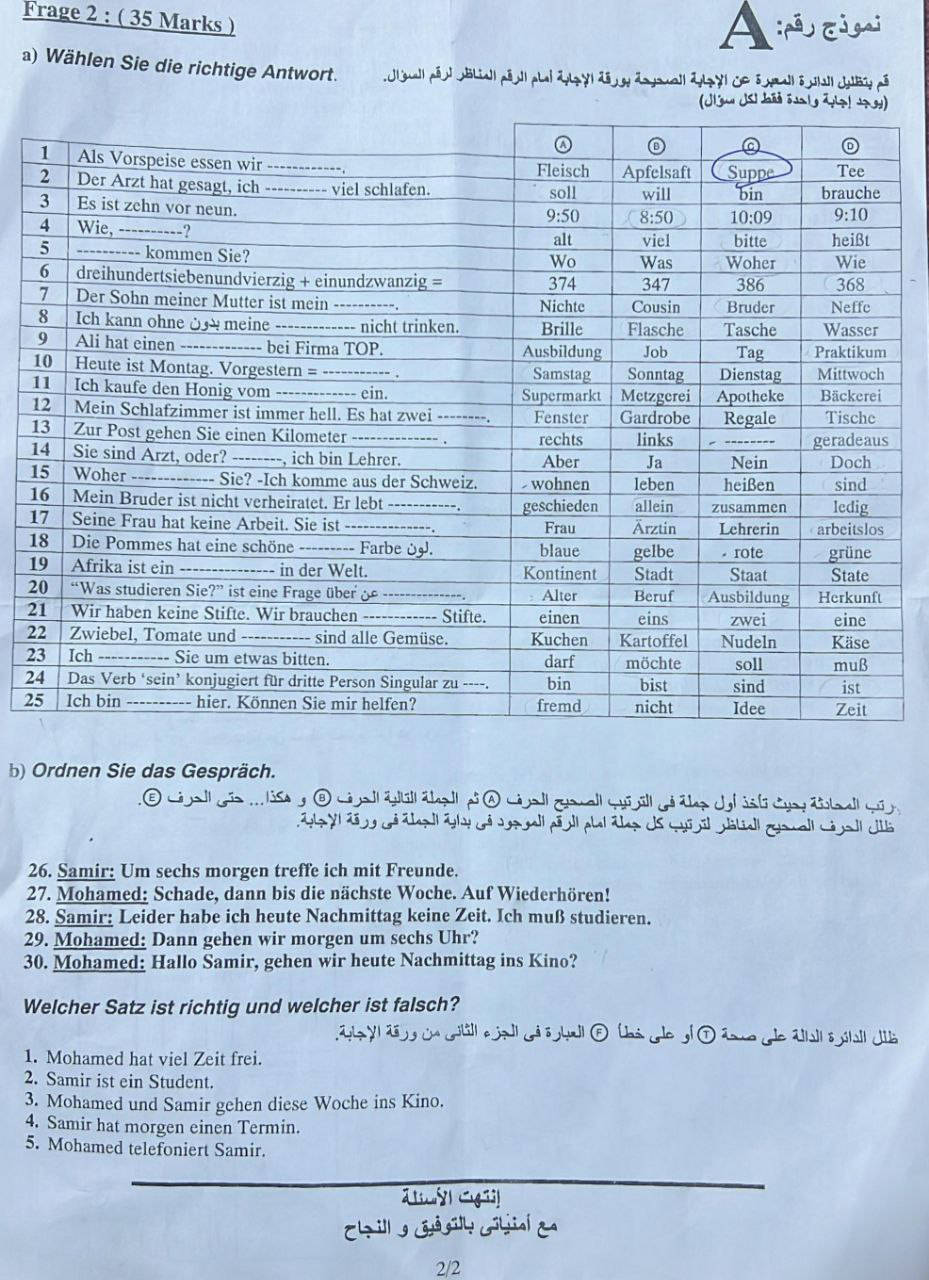 Frage 2 : ( 35 Marks )
نموذج رقم: A
a) Wählen Sie die richtige Antwort.
قم بتظليل الدائرة المعبرة عن الإجابة الصحيحة بورقة الإجابة أمام الرقم المناظر لرقم السؤال.
(يوجد إجابة واحدة فقط لكل سؤال)
A B C D
1 Als Vorspeise essen wir ------------. Fleisch Apfelsaft Suppe Tee
2 Der Arzt hat gesagt, ich ---------- viel schlafen. soll will bin brauche
3 Es ist zehn vor neun. 9:50 8:50 10:09 9:10
4 Wie, ----------? alt viel bitte heißt
5 ---------- kommen Sie? Wo Was Woher Wie
6 dreihundertsiebenundvierzig + einundzwanzig = 374 347 386 368
7 Der Sohn meiner Mutter ist mein ----------. Nichte Cousin Bruder Neffe
8 Ich kann ohne بدون meine ------------- nicht trinken. Brille Flasche Tasche Wasser
9 Ali hat einen ------------- bei Firma TOP. Ausbildung Job Tag Praktikum
10 Heute ist Montag. Vorgestern = ----------- . Samstag Sonntag Dienstag Mittwoch
11 Ich kaufe den Honig vom ------------- ein. Supermarkt Metzgerei Apotheke Bäckerei
12 Mein Schlafzimmer ist immer hell. Es hat zwei --------. Fenster Gardrobe Regale Tische
13 Zur Post gehen Sie einen Kilometer -------------- . rechts links -------- geradeaus
14 Sie sind Arzt, oder? --------, ich bin Lehrer. Aber Ja Nein Doch
15 Woher ------------- Sie? -Ich komme aus der Schweiz. wohnen leben heißen sind
16 Mein Bruder ist nicht verheiratet. Er lebt -----------. geschieden allein zusammen ledig
17 Seine Frau hat keine Arbeit. Sie ist --------------. Frau Ärztin Lehrerin arbeitslos
18 Die Pommes hat eine schöne --------- Farbe لون. blaue gelbe rote grüne
19 Afrika ist ein --------------- in der Welt. Kontinent Stadt Staat State
20 “Was studieren Sie?” ist eine Frage über عن --------------. Alter Beruf Ausbildung Herkunft
21 Wir haben keine Stifte. Wir brauchen ------------ Stifte. einen eins zwei eine
22 Zwiebel, Tomate und ----------- sind alle Gemüse. Kuchen Kartoffel Nudeln Käse
23 Ich ----------- Sie um etwas bitten. darf möchte soll muß
24 Das Verb ‘sein’ konjugiert für dritte Person Singular zu ----. bin bist sind ist
25 Ich bin ---------- hier. Können Sie mir helfen? fremd nicht Idee Zeit
b) Ordnen Sie das Gespräch.
رتب المحادثة بحيث تأخذ أول جملة فى الترتيب الصحيح الحرف A ثم الجملة التالية الحرف B و هكذا... حتى الحرف E.
ظلل الحرف الصحيح المناظر لترتيب كل جملة امام الرقم الموجود فى بداية الجملة فى ورقة الإجابة.
26. Samir: Um sechs morgen treffe ich mit Freunde.
27. Mohamed: Schade, dann bis die nächste Woche. Auf Wiederhören!
28. Samir: Leider habe ich heute Nachmittag keine Zeit. Ich muß studieren.
29. Mohamed: Dann gehen wir morgen um sechs Uhr?
30. Mohamed: Hallo Samir, gehen wir heute Nachmittag ins Kino?
Welcher Satz ist richtig und welcher ist falsch?
ظلل الدائرة الدالة على صحة T أو على خطأ F العبارة فى الجزء الثانى من ورقة الإجابة.
1. Mohamed hat viel Zeit frei.
2. Samir ist ein Student.
3. Mohamed und Samir gehen diese Woche ins Kino.
4. Samir hat morgen einen Termin.
5. Mohamed telefoniert Samir.
إنتهت الأسئلة
مع أمنياتى بالتوفيق و النجاح
2/2